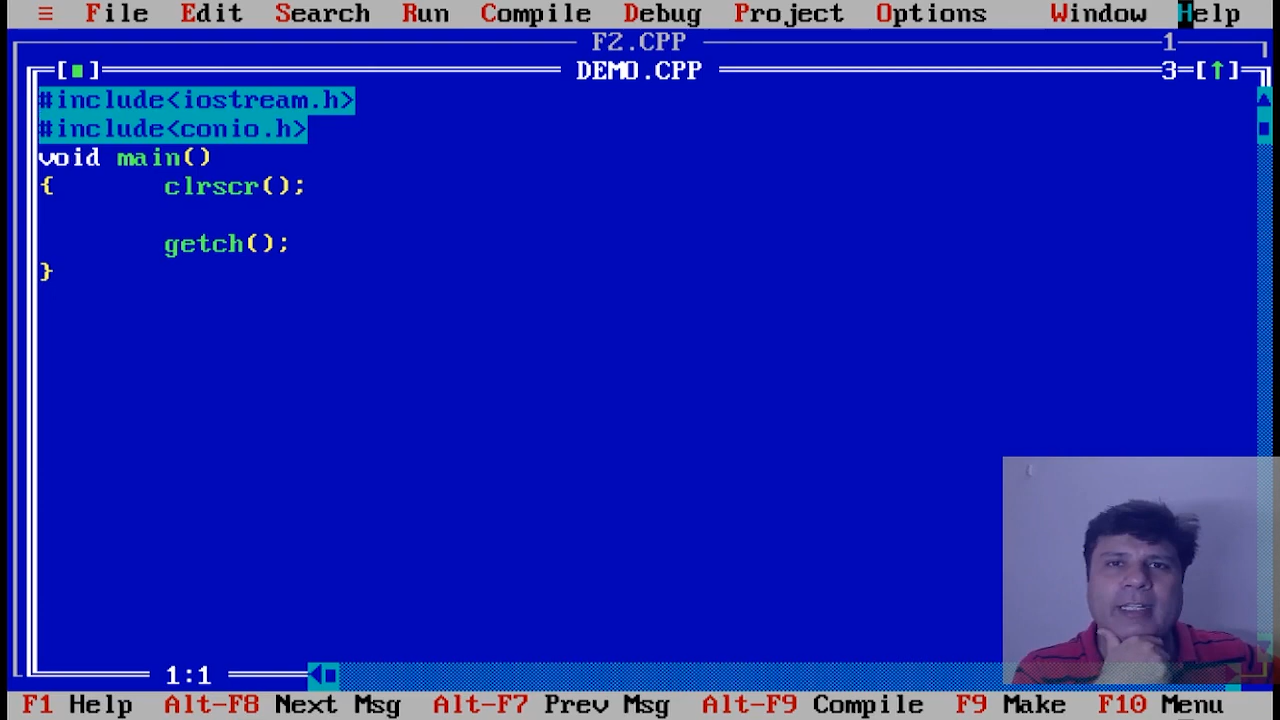 ≡ File Edit Search Run Compile Debug Project Options Window Help
F2.CPP 1
[■] DEMO.CPP 3=[↑]
#include<iostream.h>
#include<conio.h>
void main()
{ clrscr();
getch();
}
1:1
F1 Help Alt-F8 Next Msg Alt-F7 Prev Msg Alt-F9 Compile F9 Make F10 Menu